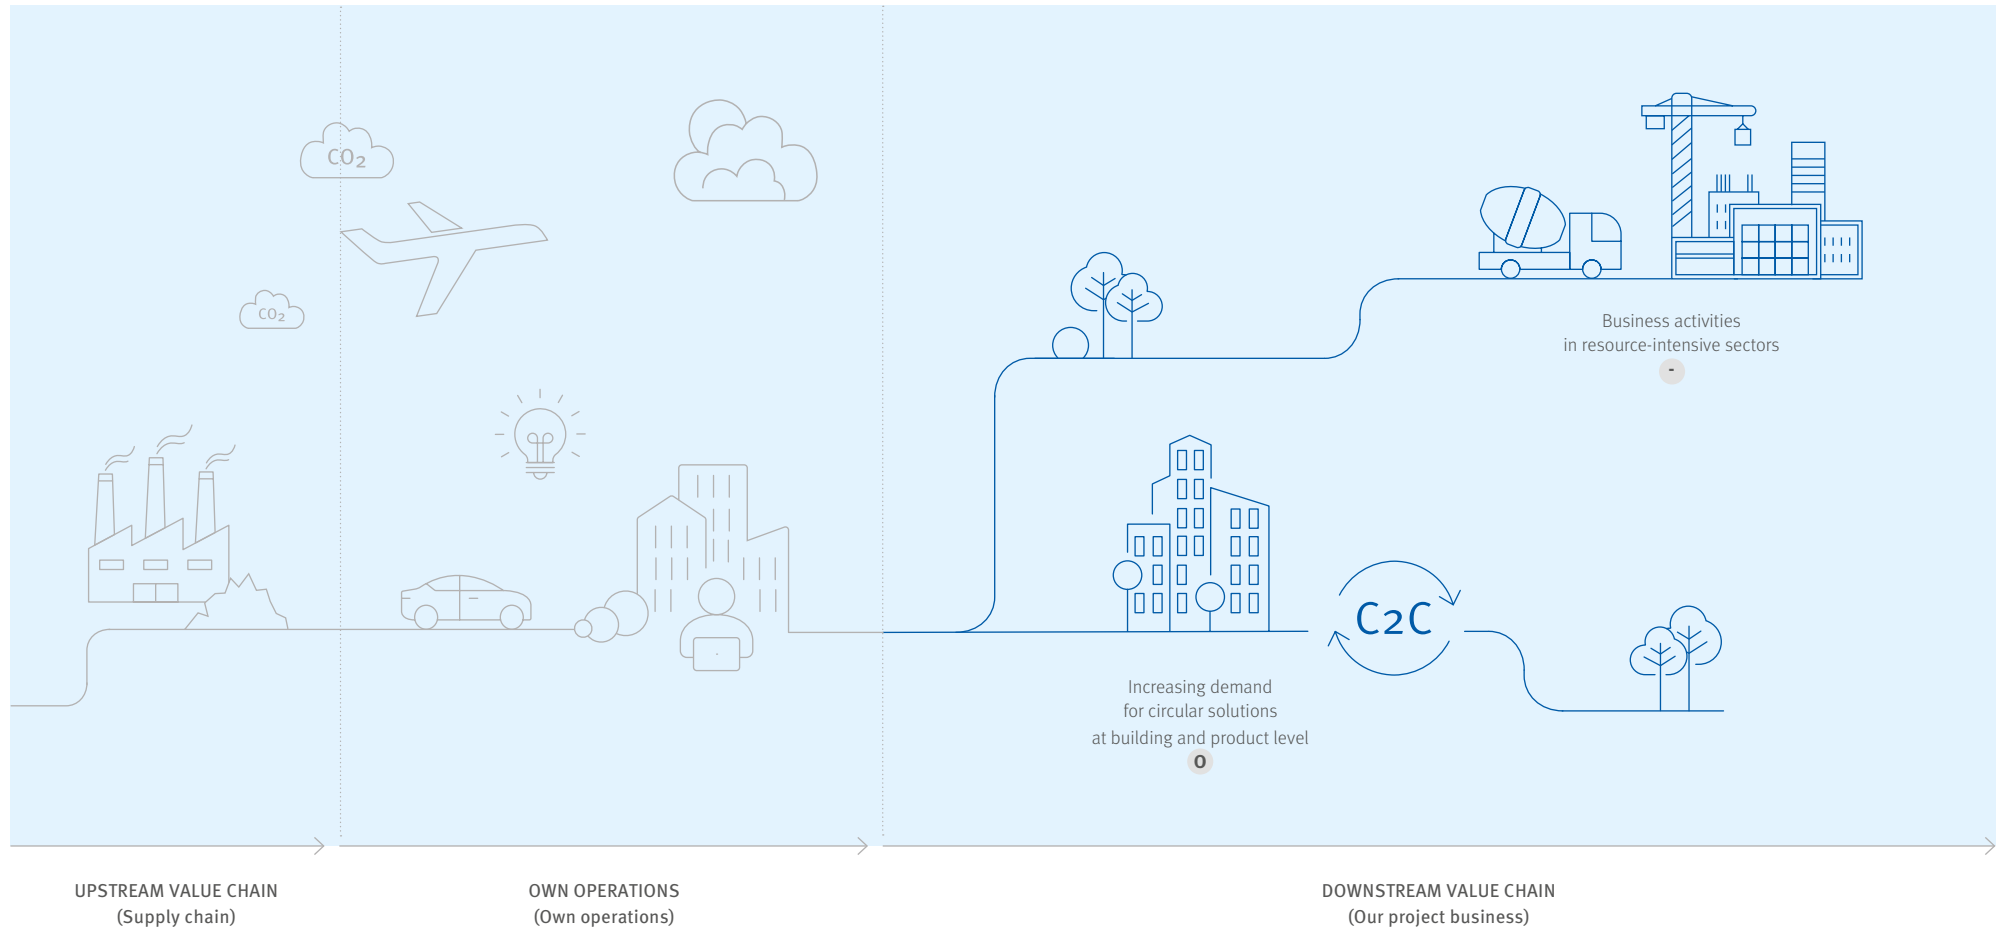 CO2
CO2
Business activities
in resource-intensive sectors
-
C2C
Increasing demand
for circular solutions
at building and product level
O
UPSTREAM VALUE CHAIN
(Supply chain)
OWN OPERATIONS
(Own operations)
DOWNSTREAM VALUE CHAIN
(Our project business)